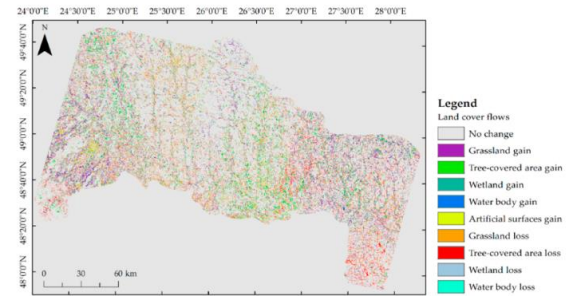 24°0'0"E 24°30'0"E 25°0'0"E 25°30'0"E 26°0'0"E 26°30'0"E 27°0'0"E 27°30'0"E 28°0'0"E
N
49°40'0"N
49°20'0"N
49°0'0"N
48°40'0"N
48°20'0"N
48°0'0"N
Legend
Land cover flows
No change
Grassland gain
Tree-covered area gain
Wetland gain
Water body gain
Artificial surfaces gain
Grassland loss
Tree-covered area loss
Wetland loss
Water body loss
0 30 60 km